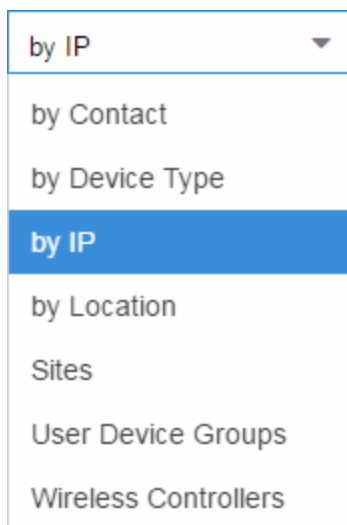 by IP
by Contact
by Device Type
by IP
by Location
Sites
User Device Groups
Wireless Controllers